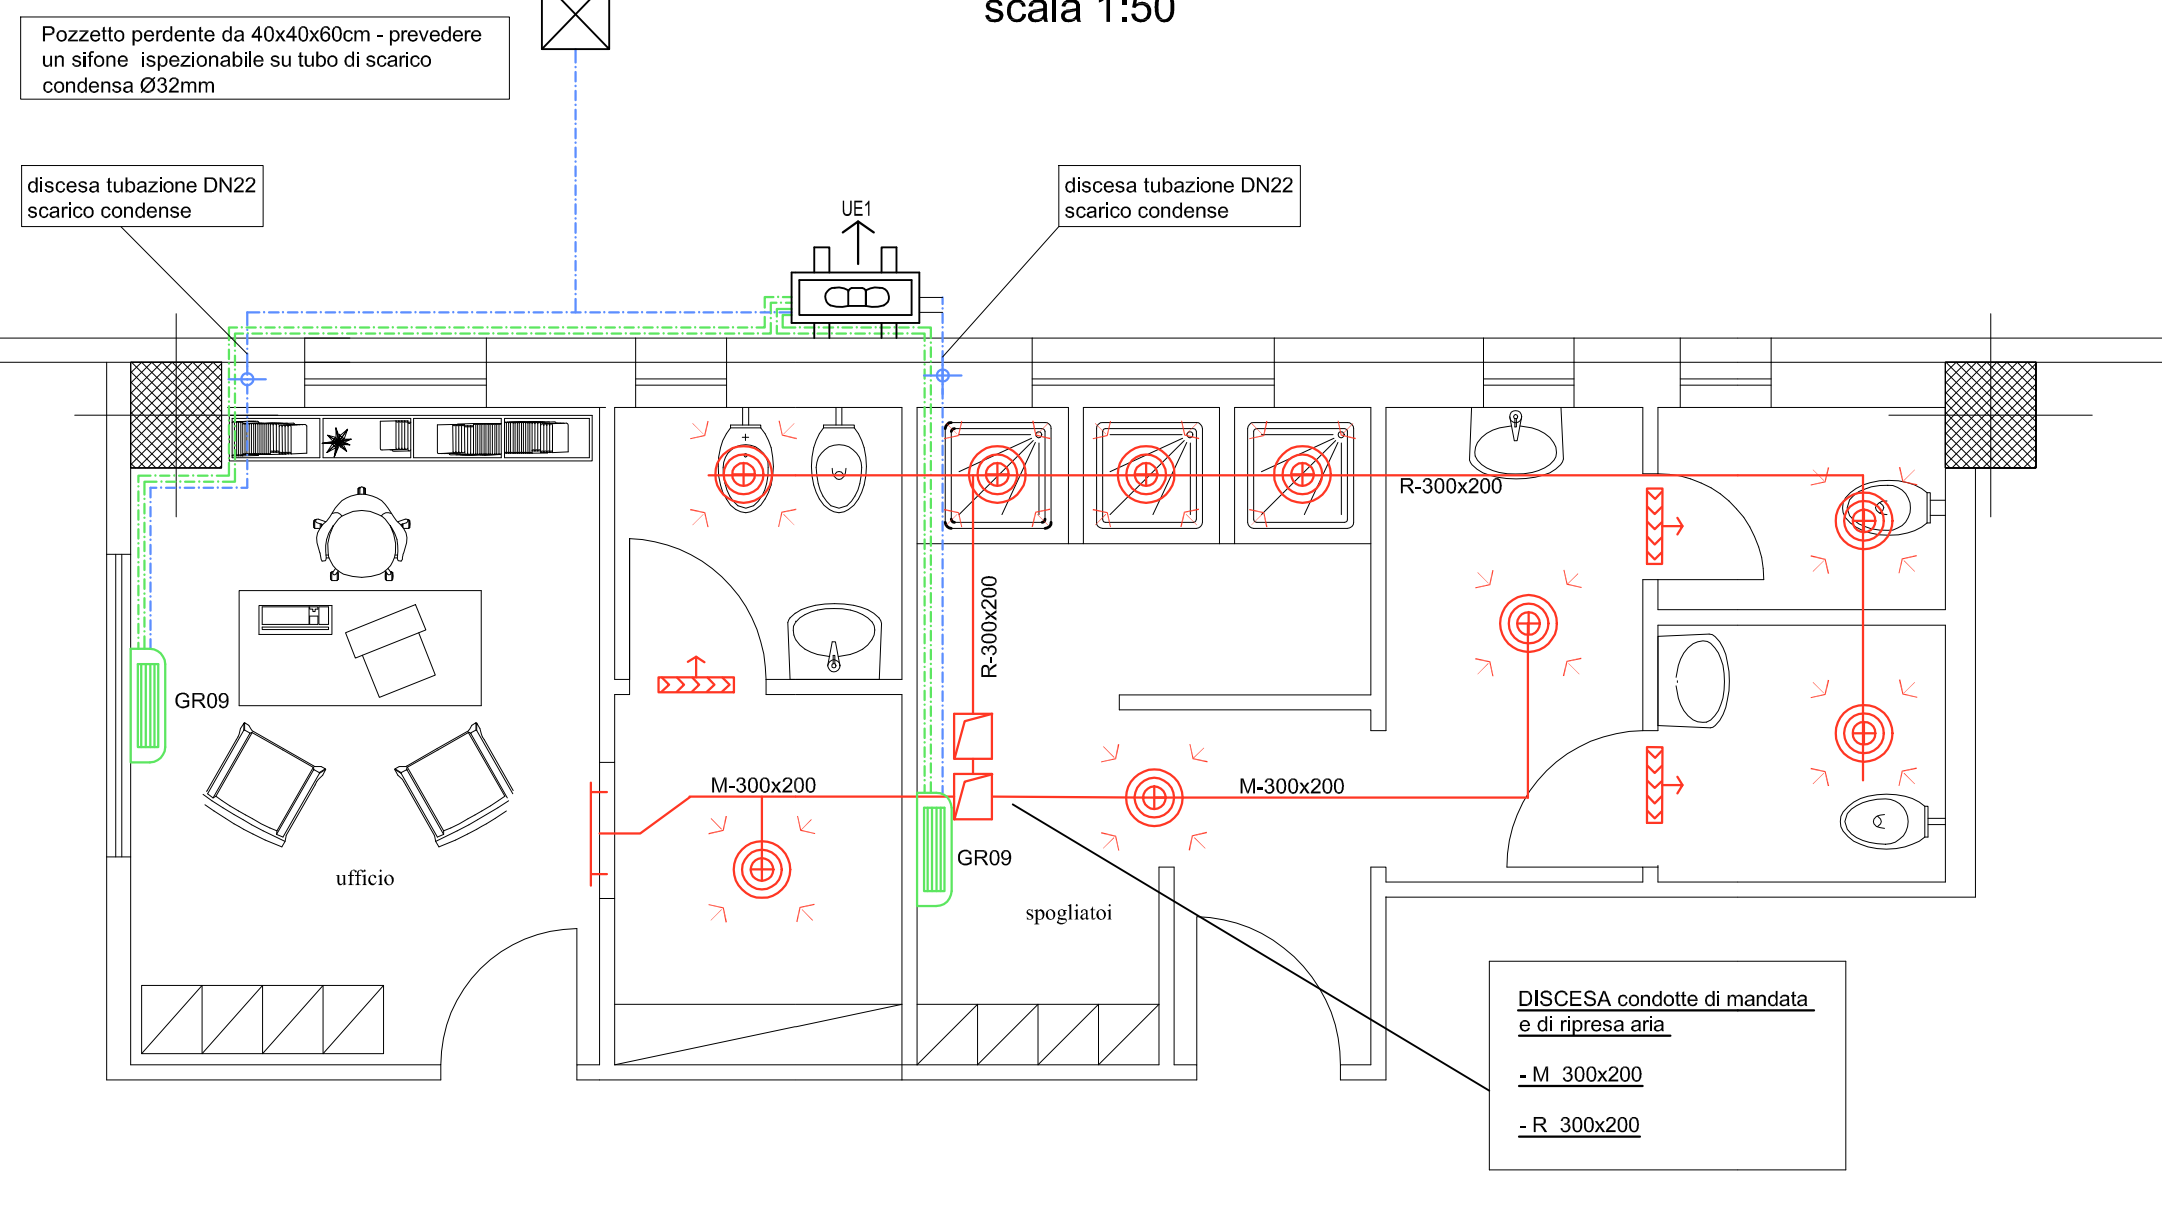 scala 1:50
Pozzetto perdente da 40x40x60cm - prevedere
un sifone ispezionabile su tubo di scarico
condensa Ø32mm
discesa tubazione DN22
scarico condense
discesa tubazione DN22
scarico condense
UE1
R-300x200
R-300x200
GR09
M-300x200
M-300x200
GR09
ufficio
spogliatoi
DISCESA condotte di mandata
e di ripresa aria
- M 300x200
- R 300x200